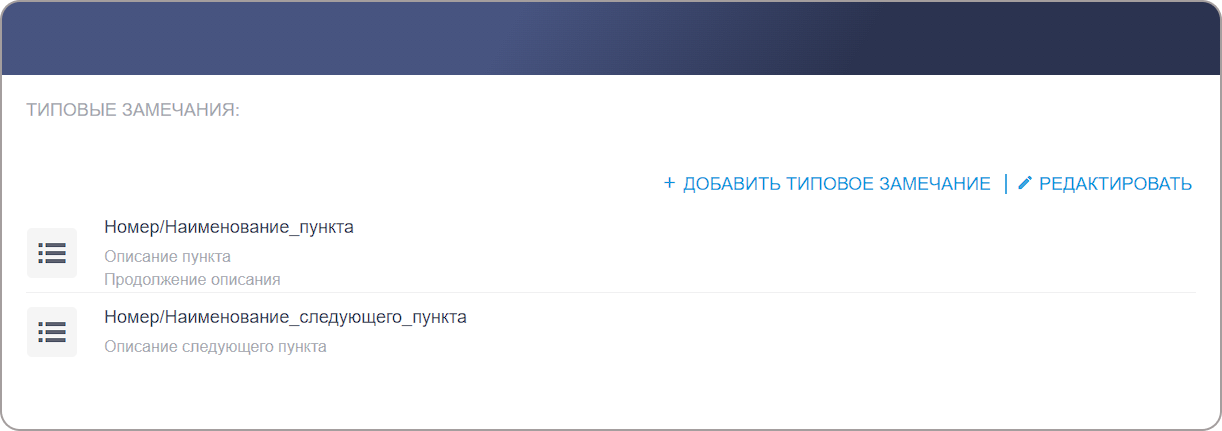 ТИПОВЫЕ ЗАМЕЧАНИЯ:
+ ДОБАВИТЬ ТИПОВОЕ ЗАМЕЧАНИЕ | РЕДАКТИРОВАТЬ
Номер/Наименование_пункта
Описание пункта
Продолжение описания
Номер/Наименование_следующего_пункта
Описание следующего пункта